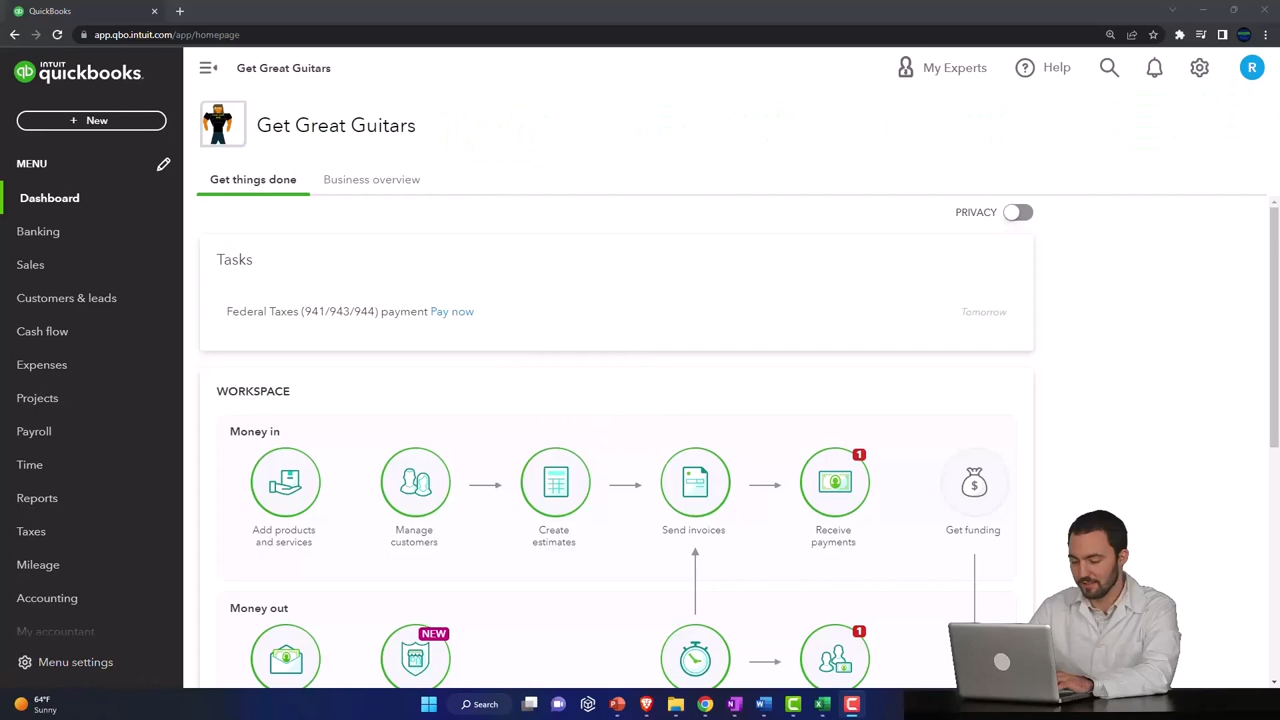 QuickBooks
app.qbo.intuit.com/app/homepage
INTUIT
quickbooks.
Get Great Guitars
My Experts
Help
R
+ New
Get Great Guitars
MENU
Get things done
Business overview
Dashboard
PRIVACY
Banking
Tasks
Sales
Customers & leads
Federal Taxes (941/943/944) payment Pay now
Tomorrow
Cash flow
Expenses
WORKSPACE
Projects
Money in
Payroll
1
Time
Reports
Add products
and services
Manage
customers
Create
estimates
Send invoices
Receive
payments
Get funding
$
Taxes
Mileage
Accounting
Money out
My accountant
NEW
1
Menu settings
64°F
Sunny
Search